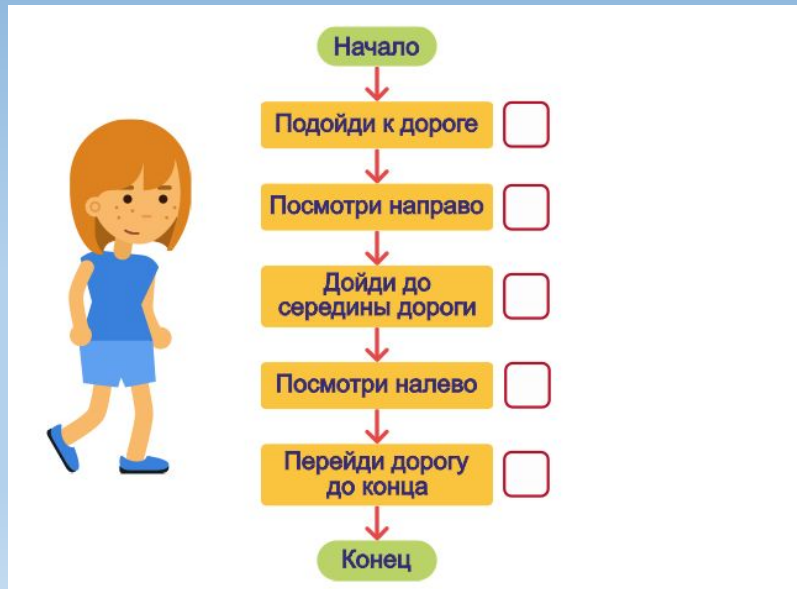 Начало
Подойди к дороге
Посмотри направо
Дойди до
середины дороги
Посмотри налево
Перейди дорогу
до конца
Конец